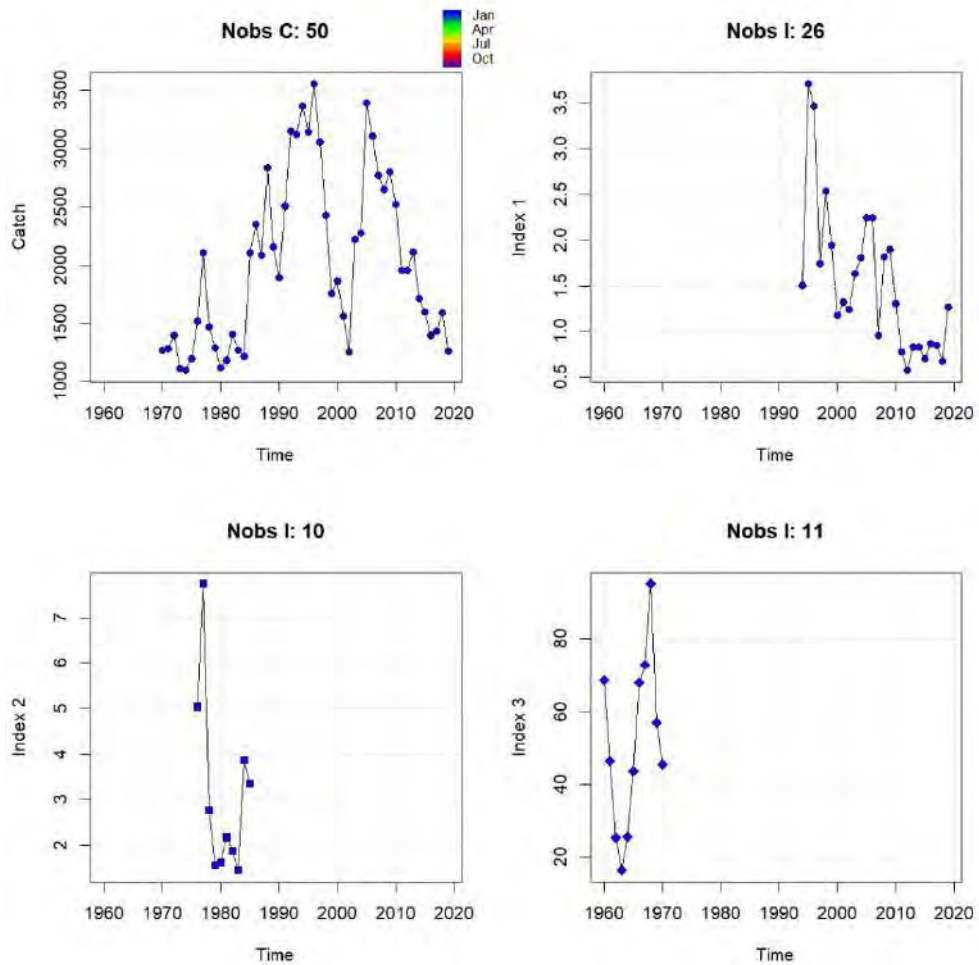 Nobs C: 50
Jan
Apr
Jul
Oct
Nobs I: 26
Catch
1000 1500 2000 2500 3000 3500
1960 1970 1980 1990 2000 2010 2020
Time
Index 1
0.5 1.0 1.5 2.0 2.5 3.0 3.5
1960 1970 1980 1990 2000 2010 2020
Time
Nobs I: 10
Nobs I: 11
Index 2
2 3 4 5 6 7
1960 1970 1980 1990 2000 2010 2020
Time
Index 3
20 40 60 80
1960 1970 1980 1990 2000 2010 2020
Time